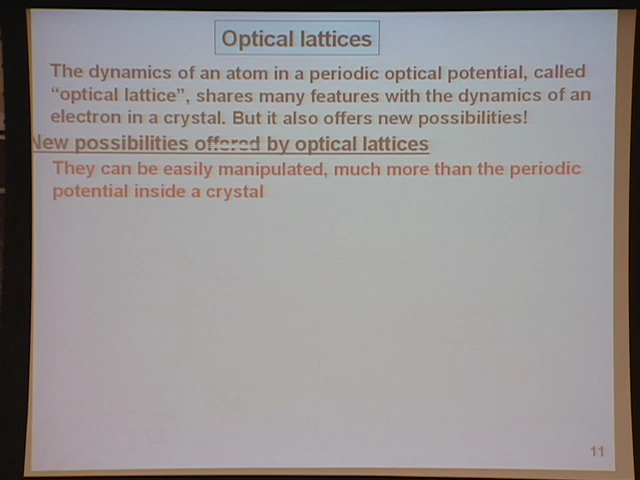 Optical lattices
The dynamics of an atom in a periodic optical potential, called
“optical lattice”, shares many features with the dynamics of an
electron in a crystal. But it also offers new possibilities!
New possibilities offered by optical lattices
They can be easily manipulated, much more than the periodic
potential inside a crystal
11